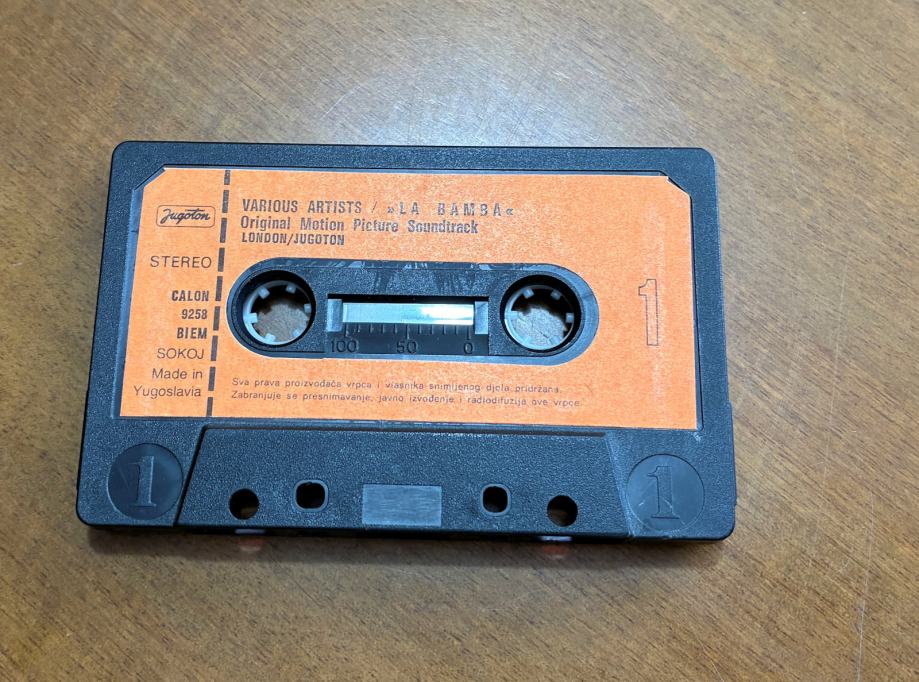 Jugoton
STEREO
CALON
9258
BIEM
SOKOJ
Made in
Yugoslavia
VARIOUS ARTISTS / »LA BAMBA«
Original Motion Picture Soundtrack
LONDON/JUGOTON
1
100 50 0
Sva prava proizvođača vrpca i vlasnika snimljenog djela pridržana.
Zabranjuje se presnimavanje, javno izvođenje i radiodifuzija ove vrpce.
1
1